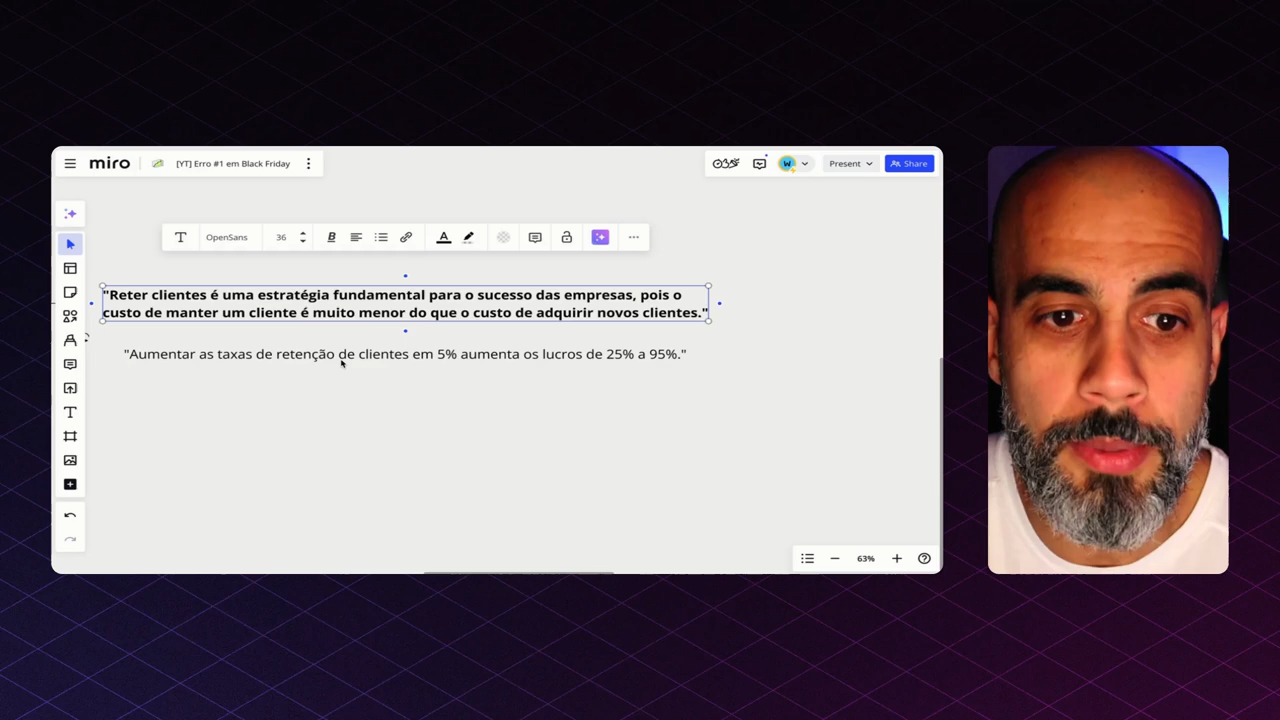 miro
[YT] Erro #1 em Black Friday
W
Present
Share
OpenSans
36
B
A
"Reter clientes é uma estratégia fundamental para o sucesso das empresas, pois o
custo de manter um cliente é muito menor do que o custo de adquirir novos clientes."
"Aumentar as taxas de retenção de clientes em 5% aumenta os lucros de 25% a 95%."
63%